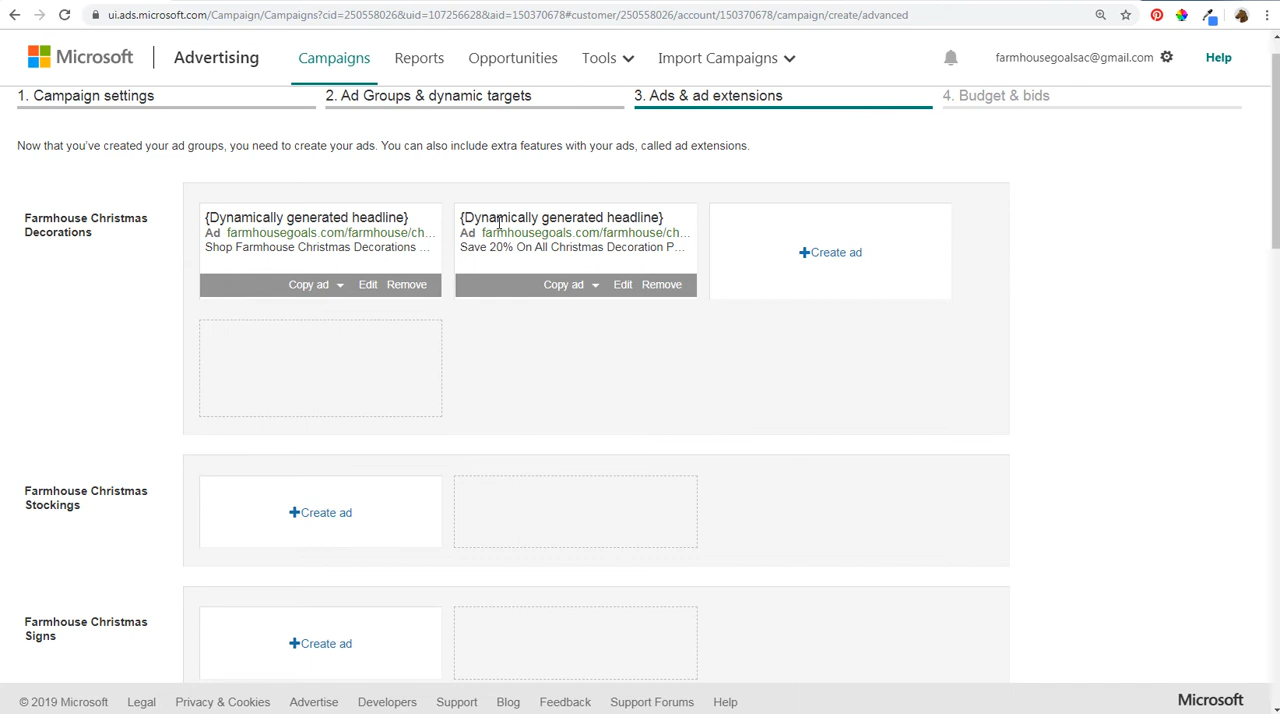 ui.ads.microsoft.com/Campaign/Campaigns?cid=250558026&uid=10725662&aid=150370678#customer/250558026/account/150370678/campaign/create/advanced
Microsoft Advertising Campaigns Reports Opportunities Tools Import Campaigns farmhousegoalsac@gmail.com Help
1. Campaign settings 2. Ad Groups & dynamic targets 3. Ads & ad extensions 4. Budget & bids
Now that you've created your ad groups, you need to create your ads. You can also include extra features with your ads, called ad extensions.
Farmhouse Christmas
Decorations
{Dynamically generated headline}
Ad farmhousegoals.com/farmhouse/ch...
Shop Farmhouse Christmas Decorations ...
Copy ad Edit Remove
{Dynamically generated headline}
Ad farmhousegoals.com/farmhouse/ch...
Save 20% On All Christmas Decoration P...
Copy ad Edit Remove
+Create ad
Farmhouse Christmas
Stockings
+Create ad
Farmhouse Christmas
Signs
+Create ad
© 2019 Microsoft Legal Privacy & Cookies Advertise Developers Support Blog Feedback Support Forums Help Microsoft